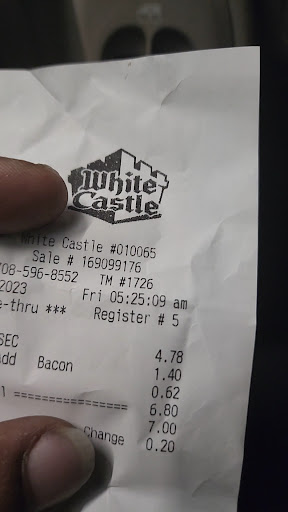 White
Castle
White Castle #010065
Sale # 169099176
708-596-8552 TM #1726
2023 Fri 05:25:09 am
e-thru *** Register # 5
SEC 4.78
Add Bacon 1.40
0.62
l =============== 6.80
7.00
Change 0.20